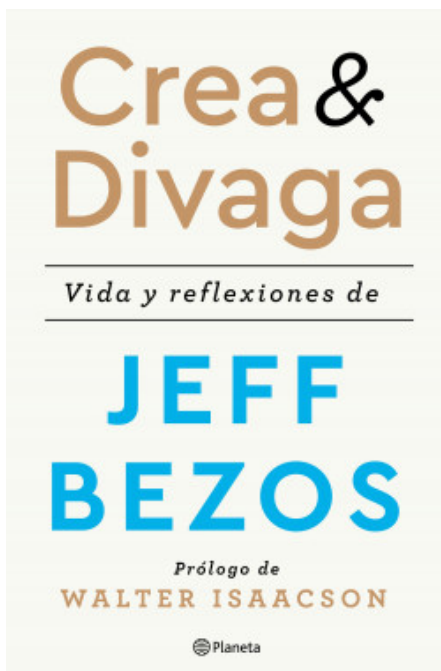 Crea &
Divaga
Vida y reflexiones de
JEFF
BEZOS
Prólogo de
WALTER ISAACSON
Planeta